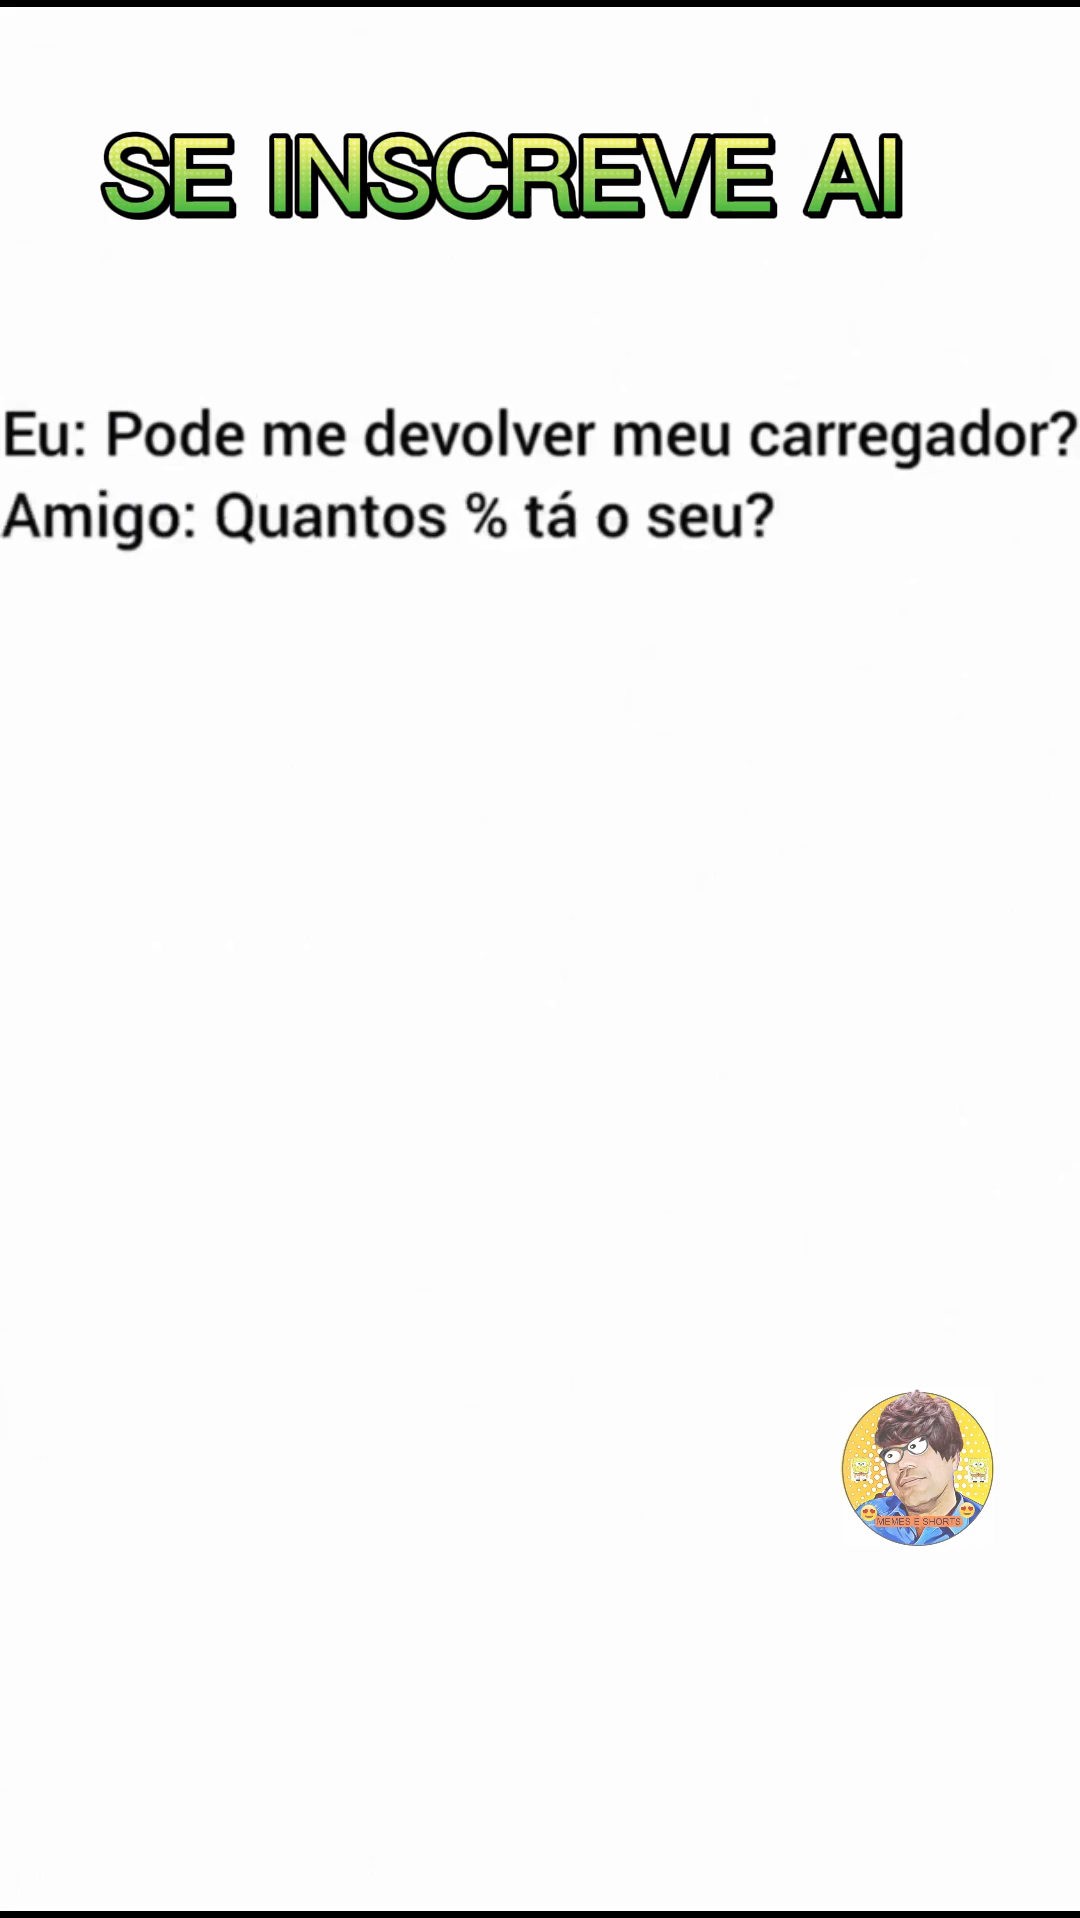 SE INSCREVE AI
Eu: Pode me devolver meu carregador?
Amigo: Quantos % tá o seu?
MEMES E SHORTS